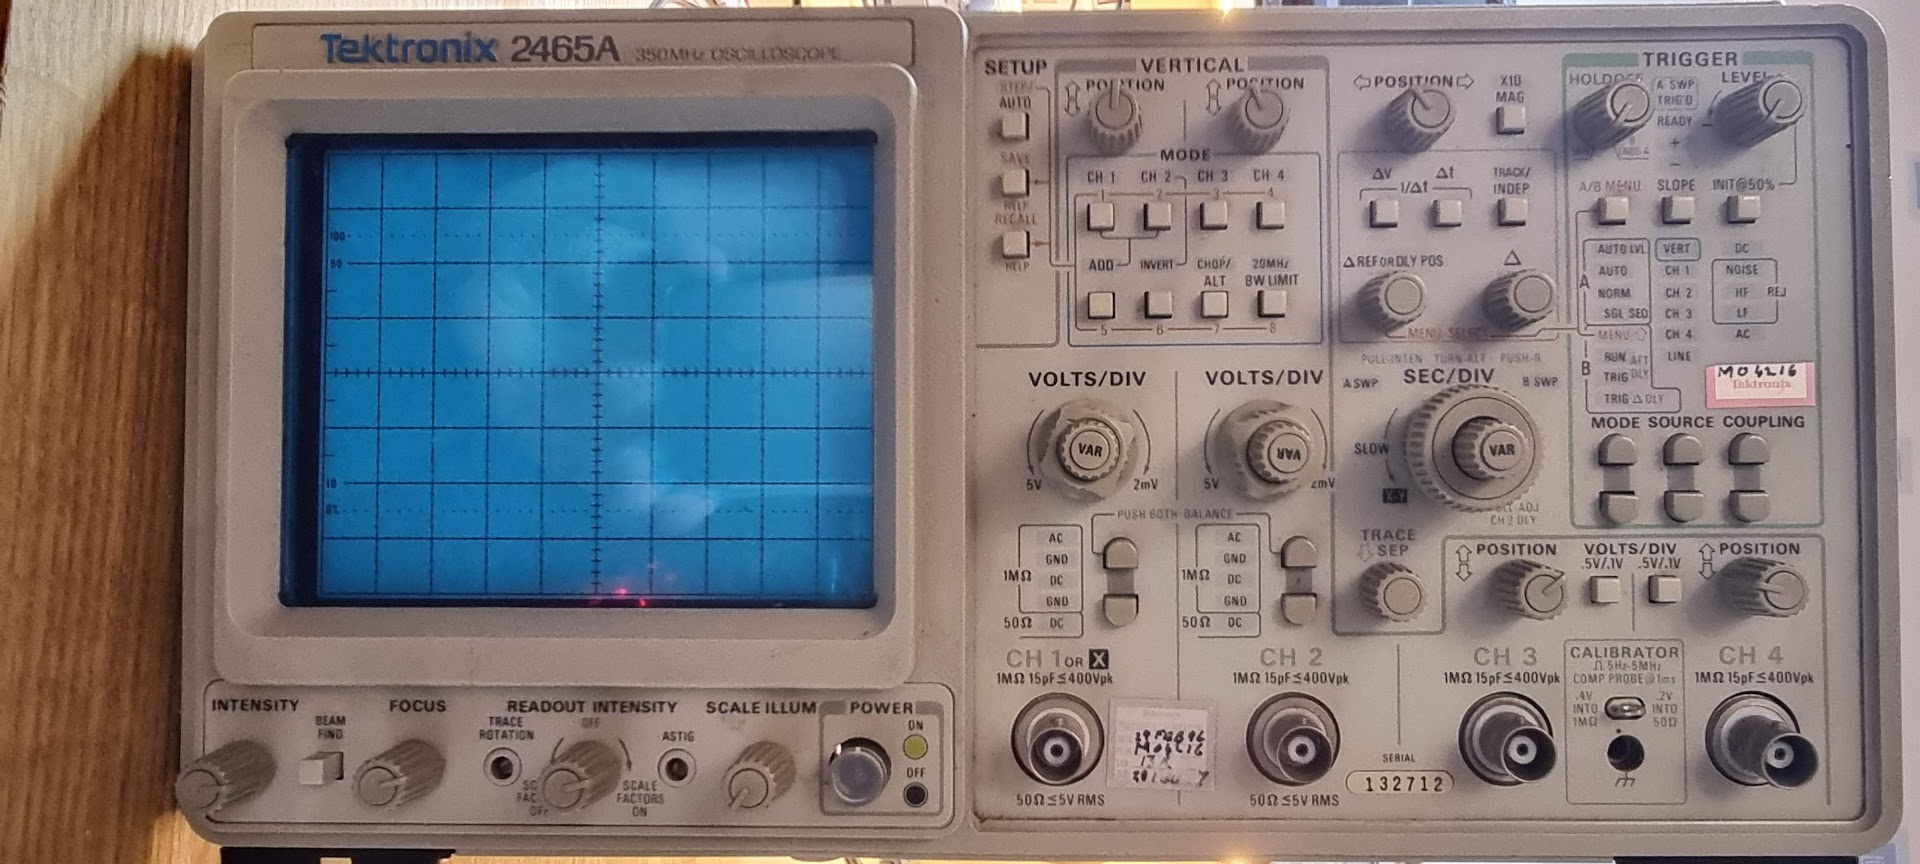 Tektronix 2465A 350MHz OSCILLOSCOPE
100
90
10
0%
INTENSITY
BEAM FIND
FOCUS
READOUT INTENSITY
TRACE ROTATION
OFF
SCALE FACTORS ON
ASTIG
SCALE ILLUM
POWER
ON
OFF
SETUP
AUTO
SAVE
HELP
RECALL
HELP
VERTICAL
POSITION
POSITION
MODE
CH 1 CH 2 CH 3 CH 4
1 2 3 4
ADD INVERT CHOP/ALT 20MHz BW LIMIT
5 6 7 8
POSITION
X10 MAG
ΔV Δt
1/Δt
TRACK/INDEP
Δ REF OR DLY POS
Δ
MENU SELECT
PULL-INTEN TURN-ALT PUSH-B
A SWP SEC/DIV B SWP
SLOW
VAR
X-Y
CH 2 DLY
TRACE SEP
TRIGGER
HOLDOFF
LEVEL
A SWP TRIG'D
READY
+
−
A/B MENU SLOPE INIT@50%
A
AUTO LVL VERT DC
AUTO CH 1 NOISE
NORM CH 2 HF REJ
SGL SEQ CH 3 LF
MENU CH 4 AC
B
RUN AFT DLY LINE
TRIG
TRIG Δ DLY
MO4216
Tektronix
MODE SOURCE COUPLING
VOLTS/DIV
VAR
5V 2mV
VOLTS/DIV
VAR
5V 2mV
PUSH BOTH-BALANCE
AC
GND
1MΩ DC
GND
50Ω DC
AC
GND
1MΩ DC
GND
50Ω DC
POSITION
VOLTS/DIV
.5V/.1V .5V/.1V
POSITION
CH 1 OR X
1MΩ 15pF≤400Vpk
50Ω≤5V RMS
CH 2
1MΩ 15pF≤400Vpk
50Ω≤5V RMS
SERIAL
132712
CH 3
1MΩ 15pF≤400Vpk
CALIBRATOR
5Hz-5MHz
COMP PROBE@1ms
.4V INTO 1MΩ
.2V INTO 50Ω
CH 4
1MΩ 15pF≤400Vpk